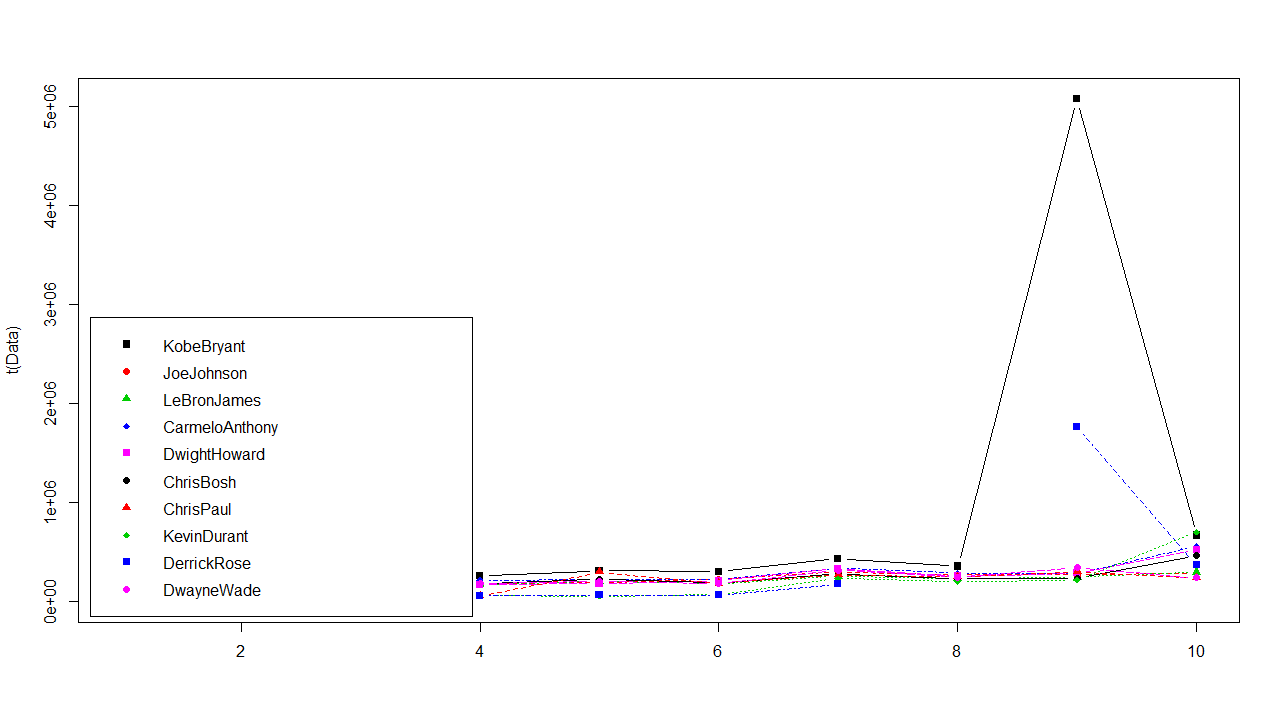 5e+06
4e+06
3e+06
2e+06
1e+06
0e+00
t(Data)
KobeBryant
JoeJohnson
LeBronJames
CarmeloAnthony
DwightHoward
ChrisBosh
ChrisPaul
KevinDurant
DerrickRose
DwayneWade
2 4 6 8 10